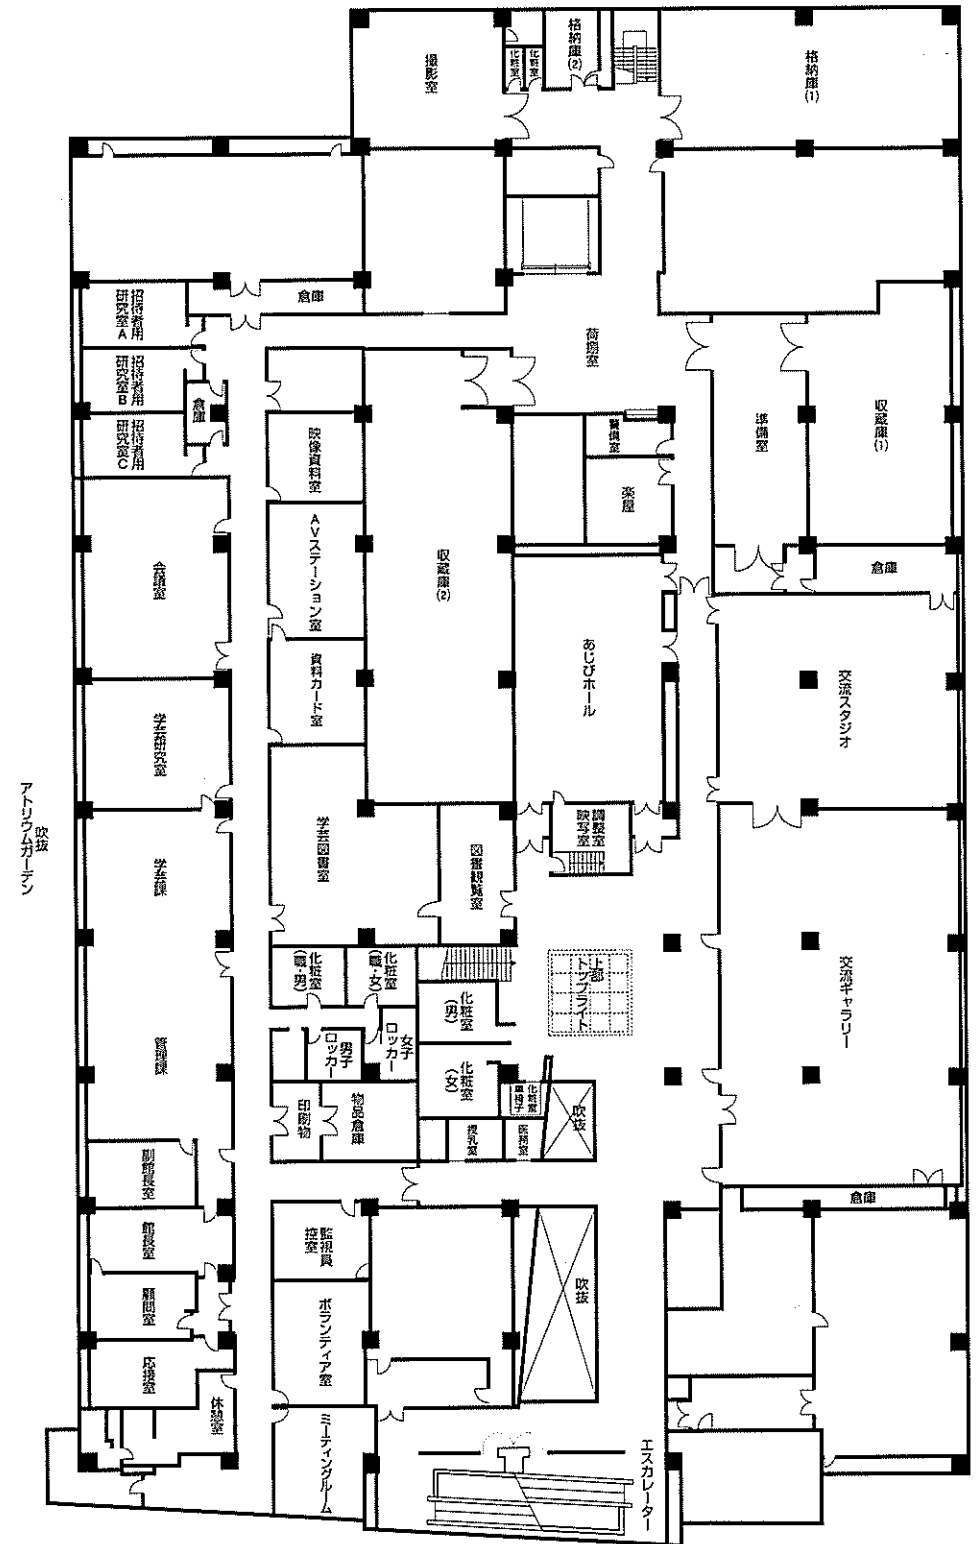 撮影室
化粧室
化粧室
格納庫
(2)
格納庫
(1)
招待者用
研究室A
倉庫
荷捌室
招待者用
研究室B
倉庫
招待者用
研究室C
映像資料室
警備室
楽屋
準備室
収蔵庫
(1)
会議室
AVステーション室
収蔵庫
(2)
倉庫
資料カード室
あじびホール
交流スタジオ
学芸研究室
吹抜
アトリウムガーデン
学芸課
学芸図書室
図書観覧室
調整室
映写室
化粧室
(職・男)
化粧室
(職・女)
化粧室
(男)
上部
トップライト
交流ギャラリー
管理課
男子
ロッカー
女子
ロッカー
化粧室
(女)
化粧室
車椅子
吹抜
印刷物
物品倉庫
授乳室
医務室
副館長室
倉庫
館長室
監視員
控室
吹抜
顧問室
ボランティア室
応接室
休憩室
ミーティングルーム
エスカレーター